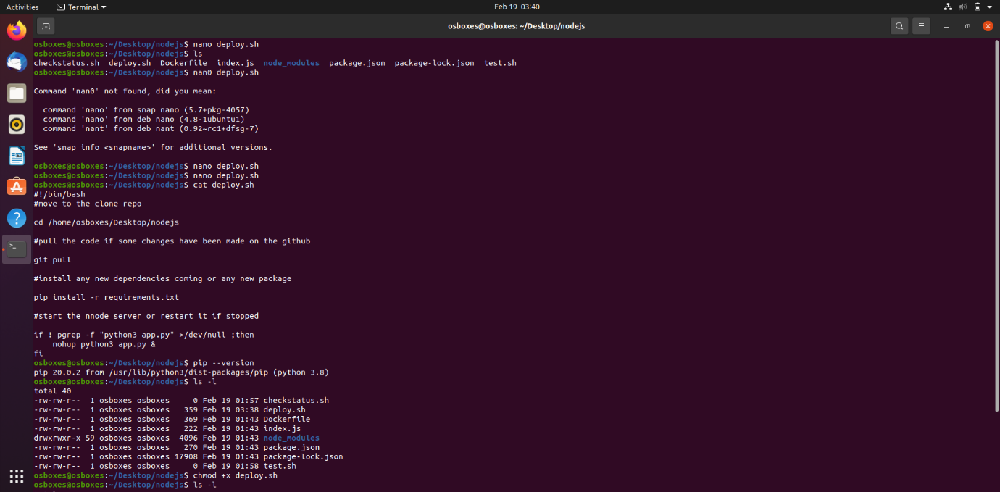 Activities
Terminal
Feb 19 03:40
osboxes@osboxes: ~/Desktop/nodejs
osboxes@osboxes:~/Desktop/nodejs$ nano deploy.sh
osboxes@osboxes:~/Desktop/nodejs$ ls
checkstatus.sh  deploy.sh  Dockerfile  index.js  node_modules  package.json  package-lock.json  test.sh
osboxes@osboxes:~/Desktop/nodejs$ nan0 deploy.sh
Command 'nan0' not found, did you mean:
  command 'nano' from snap nano (5.7+pkg-4057)
  command 'nano' from deb nano (4.8-1ubuntu1)
  command 'nant' from deb nant (0.92~rc1+dfsg-7)
See 'snap info <snapname>' for additional versions.
osboxes@osboxes:~/Desktop/nodejs$ nano deploy.sh
osboxes@osboxes:~/Desktop/nodejs$ nano deploy.sh
osboxes@osboxes:~/Desktop/nodejs$ cat deploy.sh
#!/bin/bash
#move to the clone repo
cd /home/osboxes/Desktop/nodejs
#pull the code if some changes have been made on the github
git pull
#install any new dependencies coming or any new package
pip install -r requirements.txt
#start the nnode server or restart it if stopped
if ! pgrep -f "python3 app.py" >/dev/null ;then
    nohup python3 app.py &
fi
osboxes@osboxes:~/Desktop/nodejs$ pip --version
pip 20.0.2 from /usr/lib/python3/dist-packages/pip (python 3.8)
osboxes@osboxes:~/Desktop/nodejs$ ls -l
total 40
-rw-rw-r--  1 osboxes osboxes     0 Feb 19 01:57 checkstatus.sh
-rw-rw-r--  1 osboxes osboxes   359 Feb 19 03:38 deploy.sh
-rw-rw-r--  1 osboxes osboxes   369 Feb 19 01:43 Dockerfile
-rw-rw-r--  1 osboxes osboxes   222 Feb 19 01:43 index.js
drwxrwxr-x 59 osboxes osboxes  4096 Feb 19 01:43 node_modules
-rw-rw-r--  1 osboxes osboxes   270 Feb 19 01:43 package.json
-rw-rw-r--  1 osboxes osboxes 17908 Feb 19 01:43 package-lock.json
-rw-rw-r--  1 osboxes osboxes     0 Feb 19 01:58 test.sh
osboxes@osboxes:~/Desktop/nodejs$ chmod +x deploy.sh
osboxes@osboxes:~/Desktop/nodejs$ ls -l